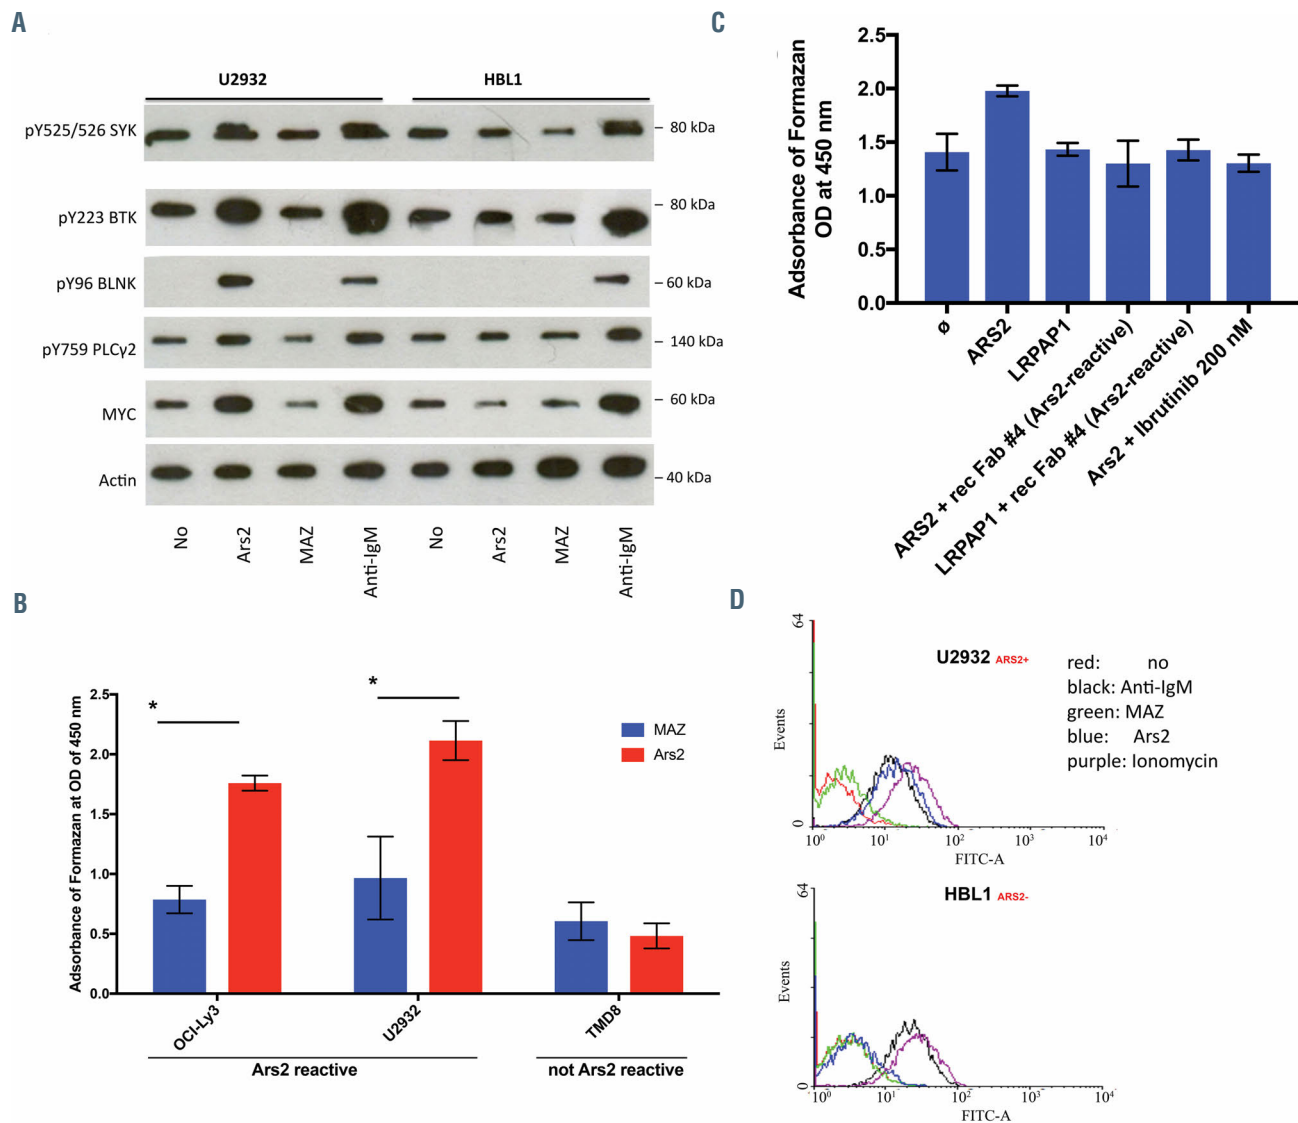 A
U2932
HBL1
pY525/526 SYK
– 80 kDa
pY223 BTK
– 80 kDa
pY96 BLNK
– 60 kDa
pY759 PLCγ2
– 140 kDa
MYC
– 60 kDa
Actin
– 40 kDa
No
Ars2
MAZ
Anti-IgM
No
Ars2
MAZ
Anti-IgM
C
Adsorbance of Formazan
OD at 450 nm
2.5
2.0
1.5
1.0
0.5
0.0
ø
ARS2
LRPAP1
ARS2 + rec Fab #4 (Ars2-reactive)
LRPAP1 + rec Fab #4 (Ars2-reactive)
Ars2 + Ibrutinib 200 nM
B
Adsorbance of Formazan at OD of 450 nm
2.5
2.0
1.5
1.0
0.5
0.0
*
*
MAZ
Ars2
OCI-Ly3
U2932
TMD8
Ars2 reactive
not Ars2 reactive
D
64
Events
0
U2932 ARS2+
10⁰ 10¹ 10² 10³ 10⁴
FITC-A
red: no
black: Anti-IgM
green: MAZ
blue: Ars2
purple: Ionomycin
64
Events
0
HBL1 ARS2-
10⁰ 10¹ 10² 10³ 10⁴
FITC-A